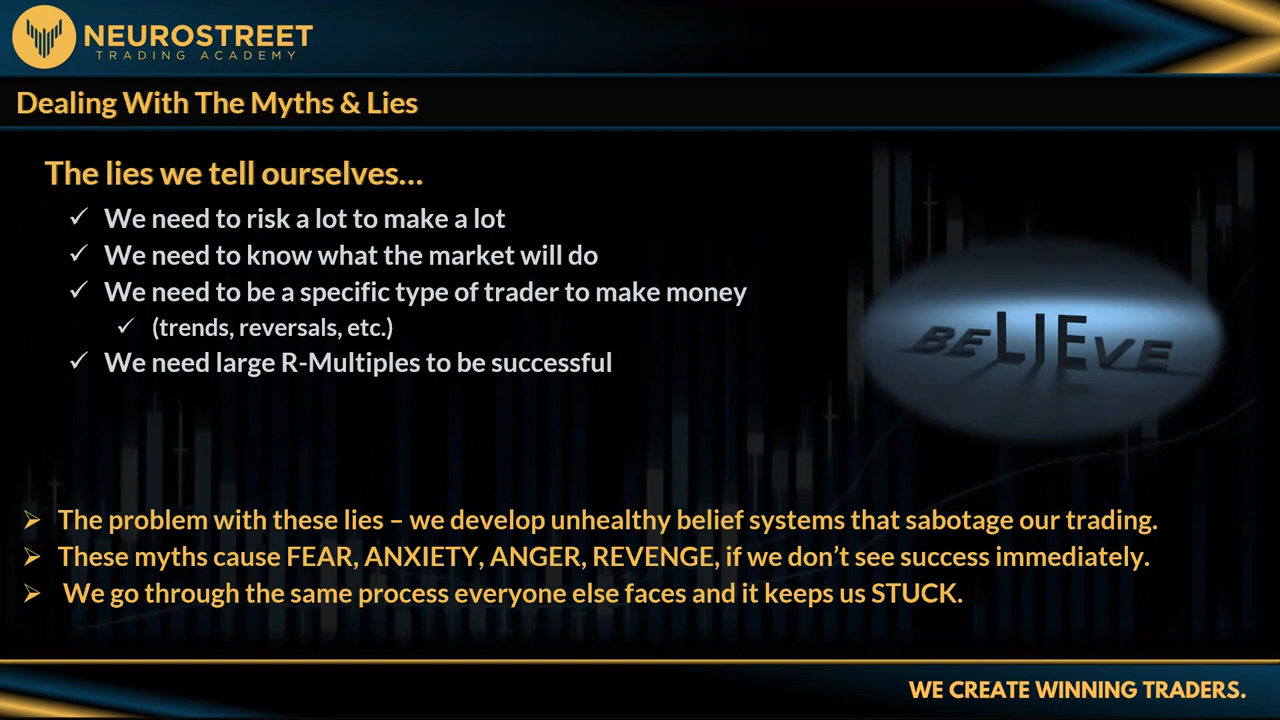 NEUROSTREET
TRADING ACADEMY
Dealing With The Myths & Lies
The lies we tell ourselves...
✓ We need to risk a lot to make a lot
✓ We need to know what the market will do
✓ We need to be a specific type of trader to make money
✓ (trends, reversals, etc.)
✓ We need large R-Multiples to be successful
BELIEVE
➢ The problem with these lies – we develop unhealthy belief systems that sabotage our trading.
➢ These myths cause FEAR, ANXIETY, ANGER, REVENGE, if we don’t see success immediately.
➢ We go through the same process everyone else faces and it keeps us STUCK.
WE CREATE WINNING TRADERS.